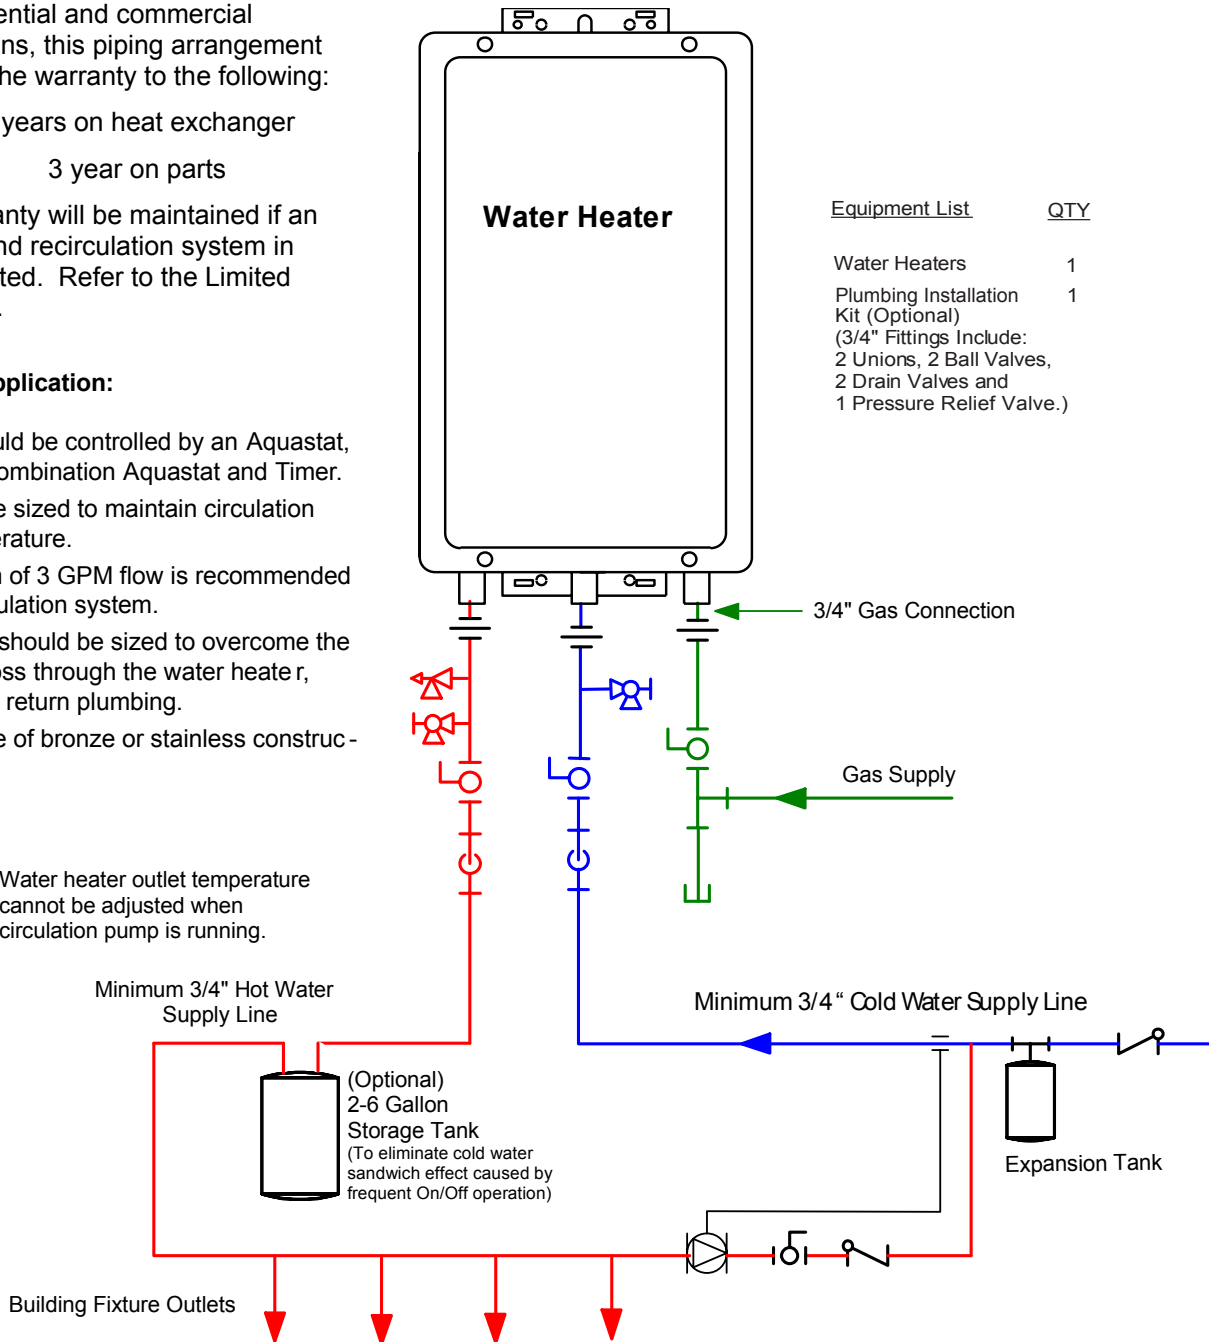 ential and commercial
ns, this piping arrangement
he warranty to the following:
years on heat exchanger
3 year on parts
anty will be maintained if an
nd recirculation system in
ted.  Refer to the Limited
.
pplication:
uld be controlled by an Aquastat,
ombination Aquastat and Timer.
e sized to maintain circulation
erature.
n of 3 GPM flow is recommended
culation system.
should be sized to overcome the
oss through the water heate r,
return plumbing.
e of bronze or stainless construc -
Water heater outlet temperature
cannot be adjusted when
circulation pump is running.
Water Heater
Equipment List QTY
Water Heaters 1
Plumbing Installation 1
Kit (Optional)
(3/4" Fittings Include:
2 Unions, 2 Ball Valves,
2 Drain Valves and
1 Pressure Relief Valve.)
3/4" Gas Connection
Gas Supply
Minimum 3/4" Hot Water
Supply Line
Minimum 3/4“ Cold Water Supply Line
(Optional)
2-6 Gallon
Storage Tank
(To eliminate cold water
sandwich effect caused by
frequent On/Off operation)
Expansion Tank
Building Fixture Outlets